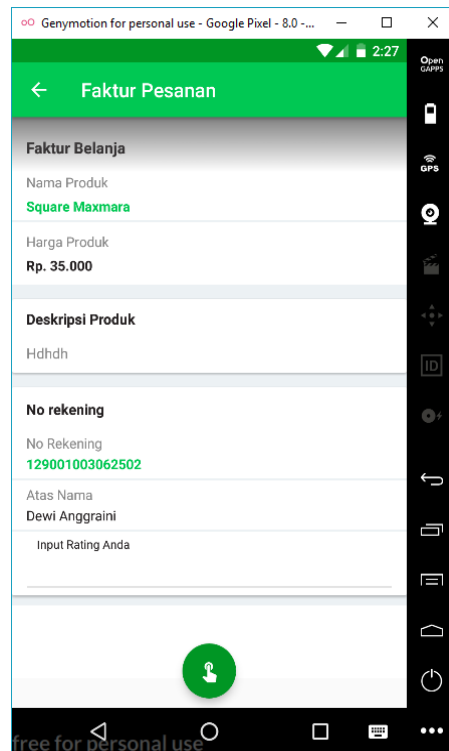 Genymotion for personal use - Google Pixel - 8.0 -...
2:27
Open
GAPPS
Faktur Pesanan
GPS
Faktur Belanja
Nama Produk
Square Maxmara
Harga Produk
Rp. 35.000
Deskripsi Produk
Hdhdh
ID
No rekening
No Rekening
129001003062502
Atas Nama
Dewi Anggraini
Input Rating Anda
free for personal use